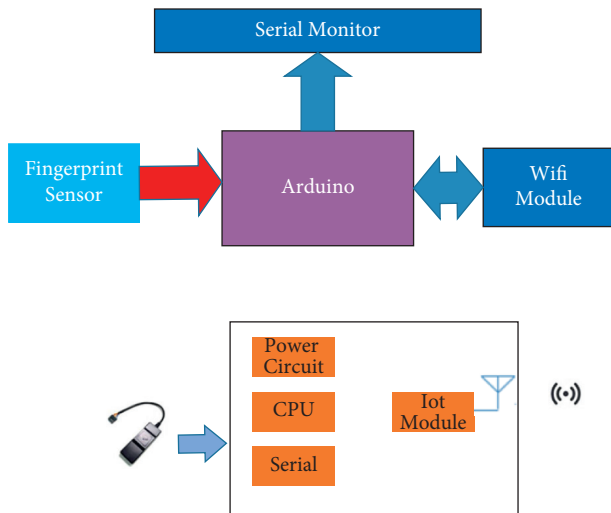 Serial Monitor
Fingerprint
Sensor
Arduino
Wifi
Module
Power
Circuit
CPU
Iot
Module
Serial